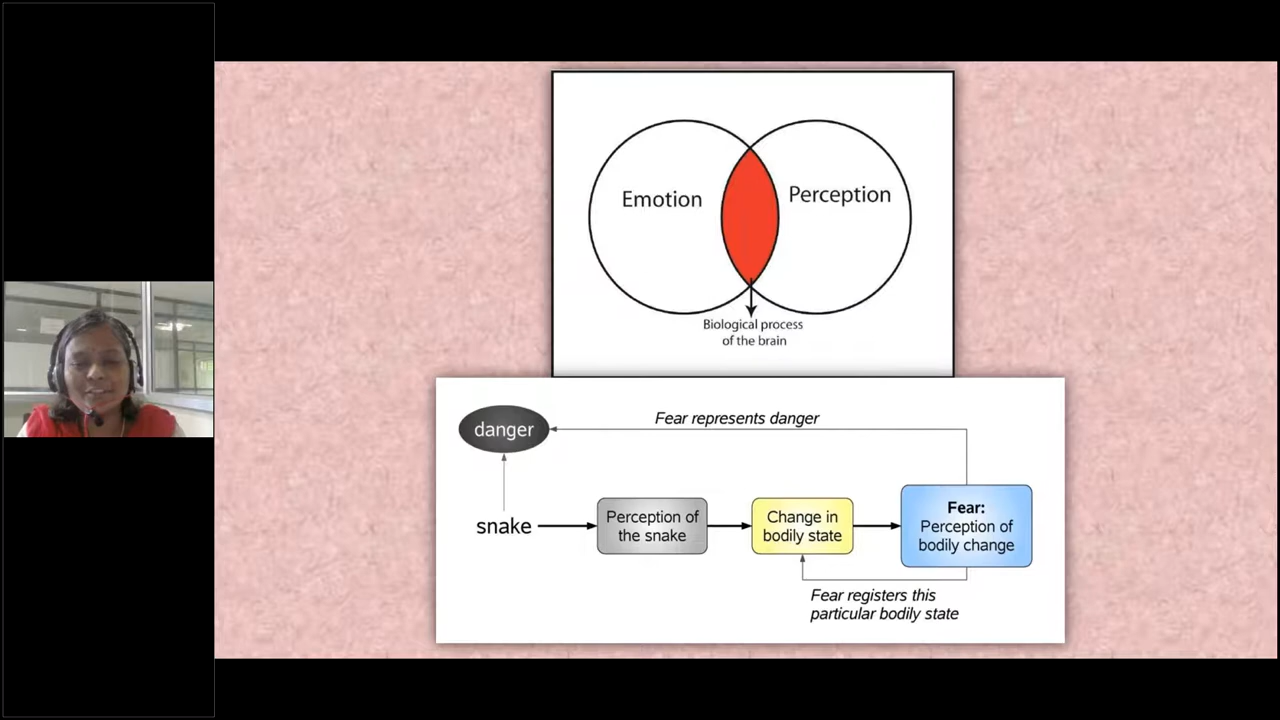 Emotion
Perception
Biological process
of the brain
Fear represents danger
danger
snake
Perception of
the snake
Change in
bodily state
Fear:
Perception of
bodily change
Fear registers this
particular bodily state